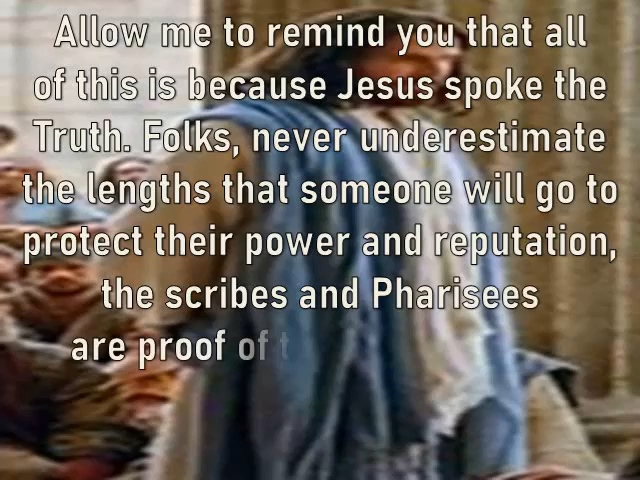 Allow me to remind you that all
of this is because Jesus spoke the
Truth. Folks, never underestimate
the lengths that someone will go to
protect their power and reputation,
the scribes and Pharisees
are proof of t